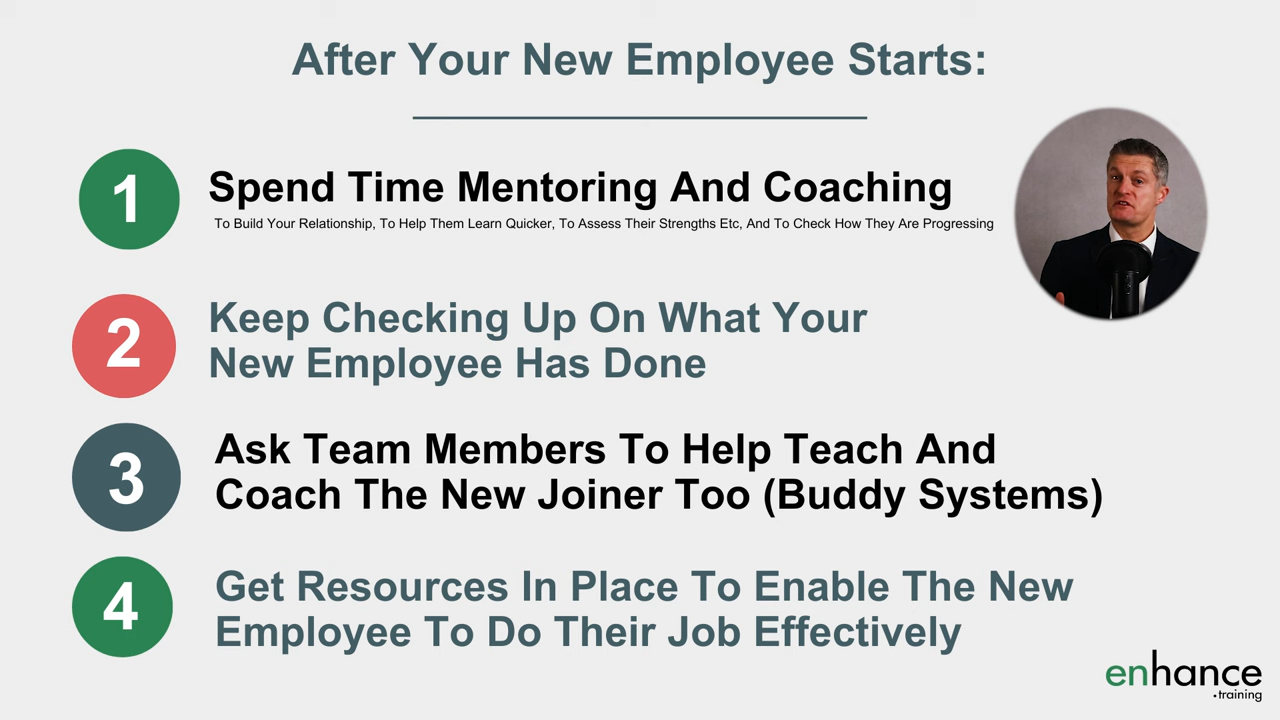 After Your New Employee Starts:
1
Spend Time Mentoring And Coaching
To Build Your Relationship, To Help Them Learn Quicker, To Assess Their Strengths Etc, And To Check How They Are Progressing
2
Keep Checking Up On What Your
New Employee Has Done
3
Ask Team Members To Help Teach And
Coach The New Joiner Too (Buddy Systems)
4
Get Resources In Place To Enable The New
Employee To Do Their Job Effectively
enhance
.training